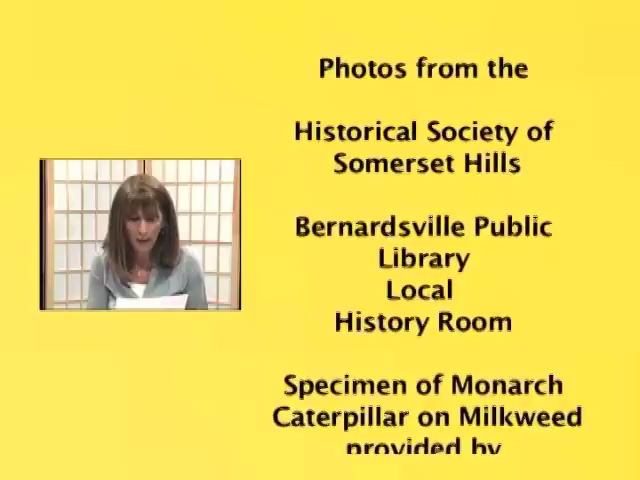 Photos from the
Historical Society of
Somerset Hills
Bernardsville Public
Library
Local
History Room
Specimen of Monarch
Caterpillar on Milkweed
provided by